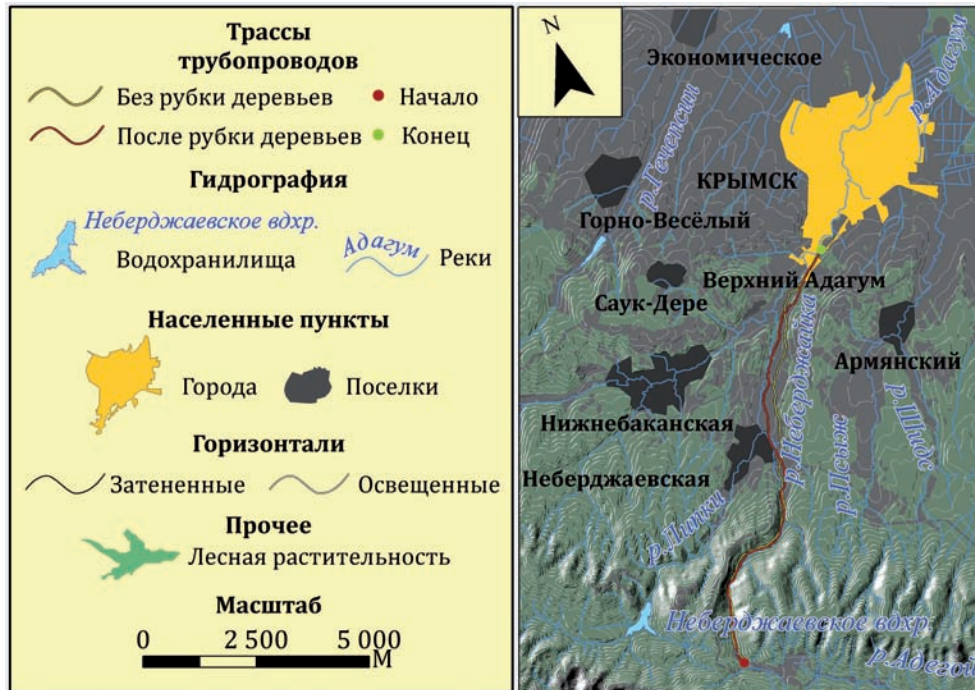 Трассы
трубопроводов
Без рубки деревьев
Начало
После рубки деревьев
Конец
Гидрография
Неберджаевское вдхр.
Водохранилища
Адагум
Реки
Населенные пункты
Города
Поселки
Горизонтали
Затененные
Освещенные
Прочее
Лесная растительность
Масштаб
0 2 500 5 000
М
N
Экономическое
р.Адагум
р.Гечепсин
КРЫМСК
Горно-Весёлый
Верхний Адагум
Саук-Дере
Армянский
р.Неберджайка
Нижнебаканская
р.Псыж
р.Шидс
Неберджаевская
р.Липки
Неберджаевское вдхр.
р.Адегой